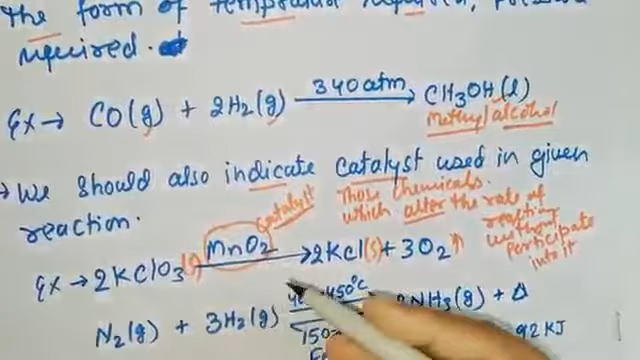 The form of
required.
Ex → CO(g) + 2H₂(g) 340atm → CH₃OH(l)
Methyl alcohol
→ We should also indicate catalyst used in given
reaction.
catalyst
Those chemicals.
which alter the rate of
reaction
without
participate
into it
Ex → 2KClO₃(s) MnO₂ → 2KCl(s) + 3O₂↑
N₂(g) + 3H₂(g) 450°C 2NH₃(g) + Δ
150
92 KJ